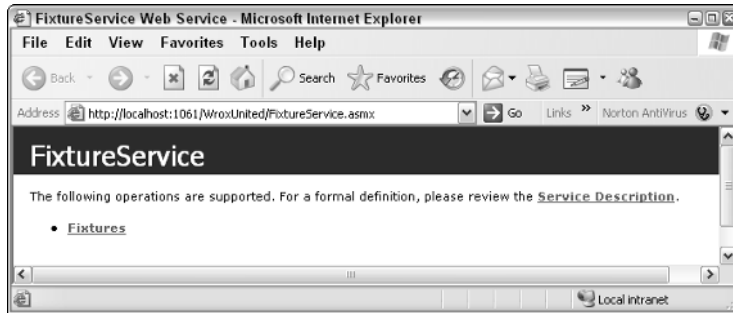 FixtureService Web Service - Microsoft Internet Explorer
File Edit View Favorites Tools Help
Back Search Favorites
Address http://localhost:1061/WroxUnited/FixtureService.asmx Go Links » Norton AntiVirus
FixtureService
The following operations are supported. For a formal definition, please review the Service Description.
• Fixtures
Local intranet